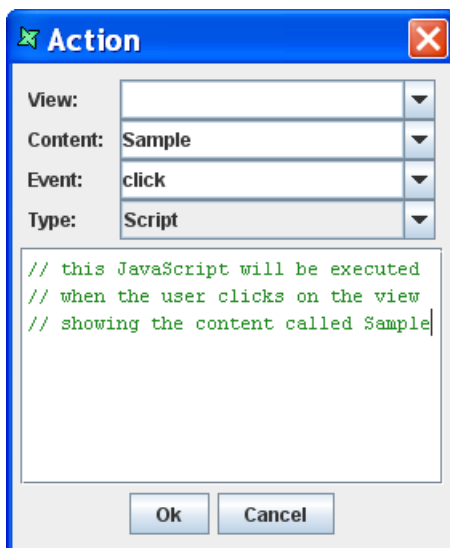 Action
View:
Content: Sample
Event: click
Type: Script
// this JavaScript will be executed
// when the user clicks on the view
// showing the content called Sample
Ok Cancel